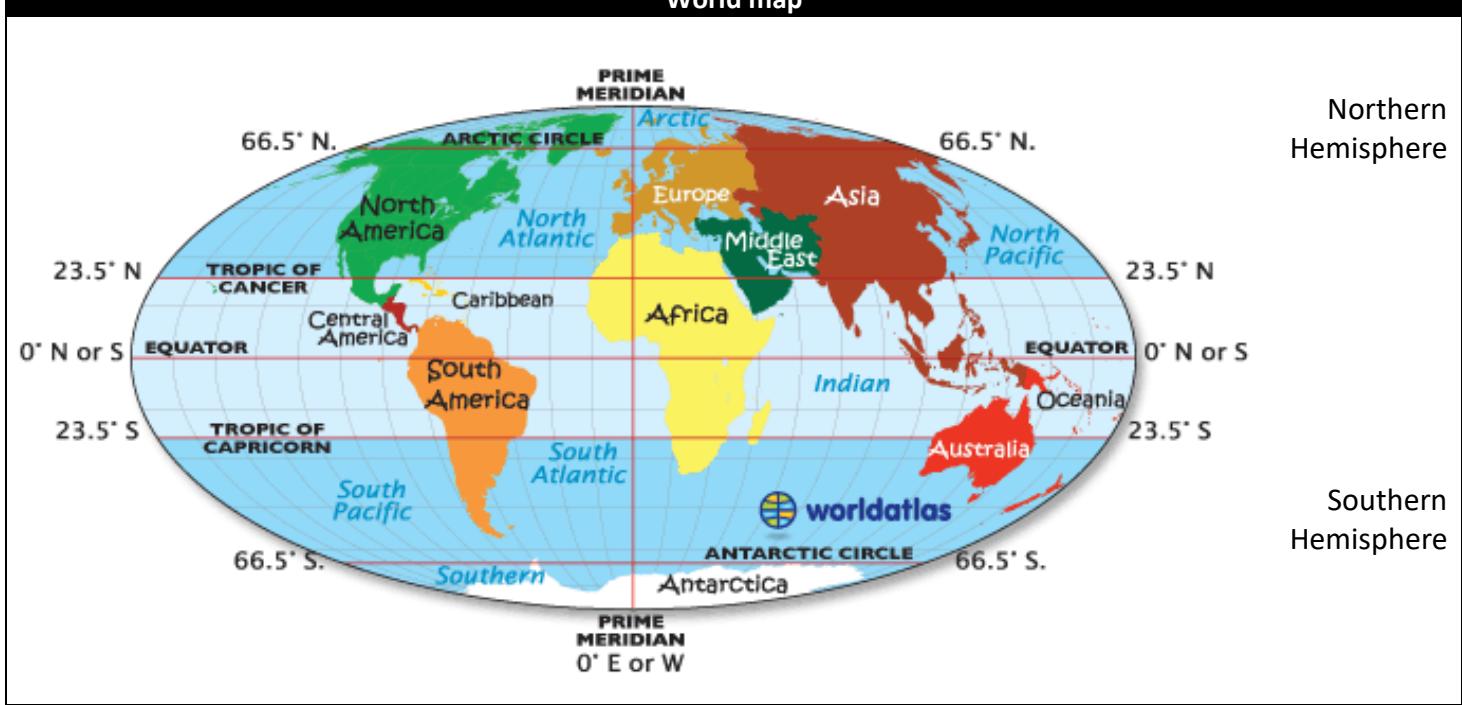 World map
PRIME
MERIDIAN
Northern
Hemisphere
Arctic
66.5° N.
ARCTIC CIRCLE
66.5° N.
North
America
Europe
Asia
North
Atlantic
Middle
East
North
Pacific
23.5° N
TROPIC OF
CANCER
23.5° N
Caribbean
Central
America
Africa
0° N or S
EQUATOR
EQUATOR
0° N or S
South
America
Indian
Oceania
23.5° S
TROPIC OF
CAPRICORN
23.5° S
Australia
South
Atlantic
South
Pacific
worldatlas
Southern
Hemisphere
66.5° S.
ANTARCTIC CIRCLE
66.5° S.
Southern
Antarctica
PRIME
MERIDIAN
0° E or W